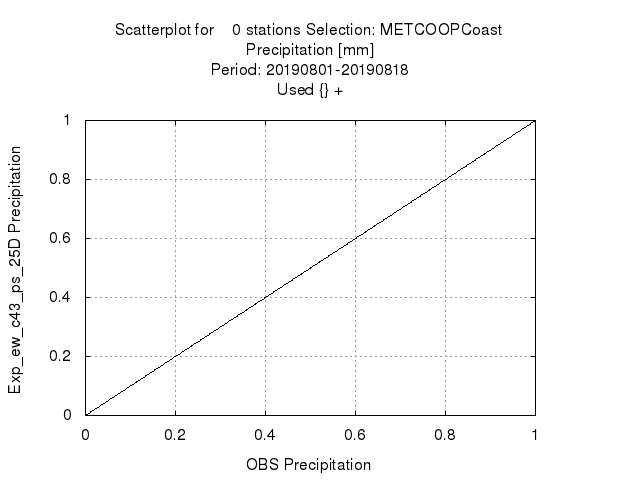 Scatterplot for    0 stations Selection: METCOOPCoast
Precipitation [mm]
Period: 20190801-20190818
Used {} +
Exp_ew_c43_ps_25D Precipitation
1
0.8
0.6
0.4
0.2
0
0 0.2 0.4 0.6 0.8 1
OBS Precipitation